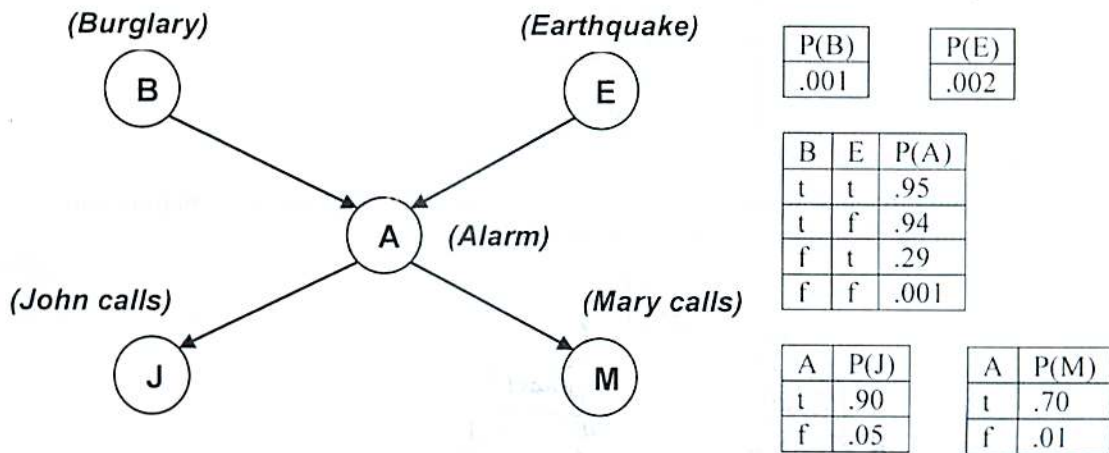 (Burglary)
(Earthquake)
B
E
A
(Alarm)
(John calls)
(Mary calls)
J
M
P(B)
.001
P(E)
.002
B E P(A)
t t .95
t f .94
f t .29
f f .001
A P(J)
t .90
f .05
A P(M)
t .70
f .01